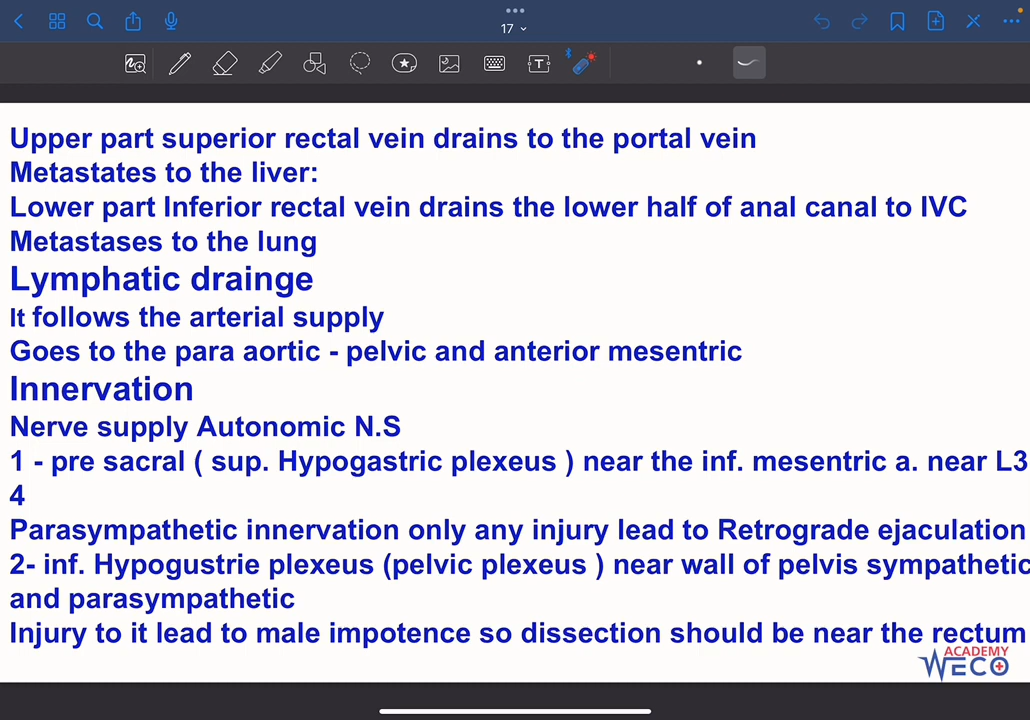 17
Upper part superior rectal vein drains to the portal vein
Metastates to the liver:
Lower part Inferior rectal vein drains the lower half of anal canal to IVC
Metastases to the lung
Lymphatic drainge
It follows the arterial supply
Goes to the para aortic - pelvic and anterior mesentric
Innervation
Nerve supply Autonomic N.S
1 - pre sacral ( sup. Hypogastric plexeus ) near the inf. mesentric a. near L3
4
Parasympathetic innervation only any injury lead to Retrograde ejaculation
2- inf. Hypogustrie plexeus (pelvic plexeus ) near wall of pelvis sympathetic
and parasympathetic
Injury to it lead to male impotence so dissection should be near the rectum
ACADEMY
WECO